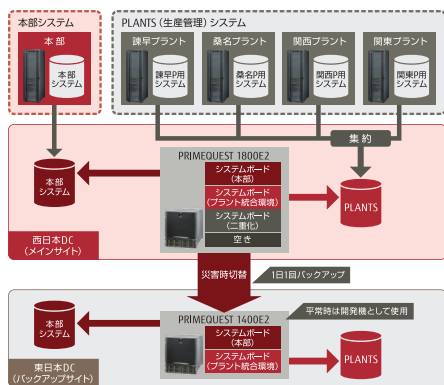 本部システム
PLANTS（生産管理）システム
本 部
本部
システム
諫早プラント
諫早P用
システム
桑名プラント
桑名P用
システム
関西プラント
関西P用
システム
関東プラント
関東P用
システム
集 約
PRIMEQUEST 1800E2
システムボード
（本部）
システムボード
（プラント統合環境）
システムボード
（二重化）
空き
本部
システム
PLANTS
西日本DC
（メインサイト）
災害時切替
1日1回バックアップ
PRIMEQUEST 1400E2
平常時は開発機として使用
システムボード
（本部）
システムボード
（プラント統合環境）
本部
システム
PLANTS
東日本DC
（バックアップサイト）